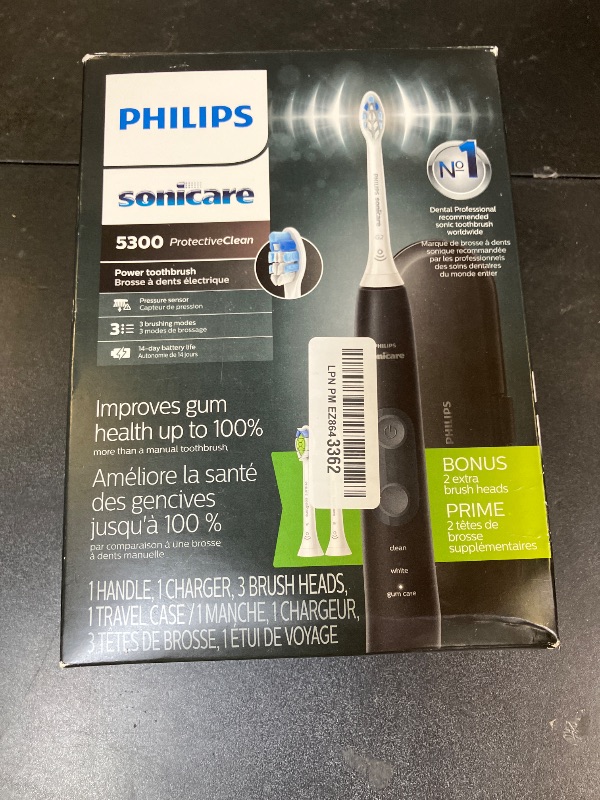 PHILIPS
sonicare
5300 ProtectiveClean
Power toothbrush
Brosse à dents électrique
Pressure sensor
Capteur de pression
3
3 brushing modes
3 modes de brossage
14-day battery life
Autonomie de 14 jours
Improves gum
health up to 100%
more than a manual toothbrush
Améliore la santé
des gencives
jusqu'à 100 %
par comparaison à une brosse
à dents manuelle
1 HANDLE, 1 CHARGER, 3 BRUSH HEADS,
1 TRAVEL CASE / 1 MANCHE, 1 CHARGEUR,
3 TÊTES DE BROSSE, 1 ÉTUI DE VOYAGE
Nº1
Dental Professional
recommended
sonic toothbrush
worldwide
Marque de brosse à dents
sonique recommandée
par les professionnels
des soins dentaires
du monde entier
PHILIPS sonicare
PHILIPS
nicare
LPN PM EZ8643362
clean
white
gum care
PHILIPS
BONUS
2 extra
brush heads
PRIME
2 têtes de
brosse
supplémentaires